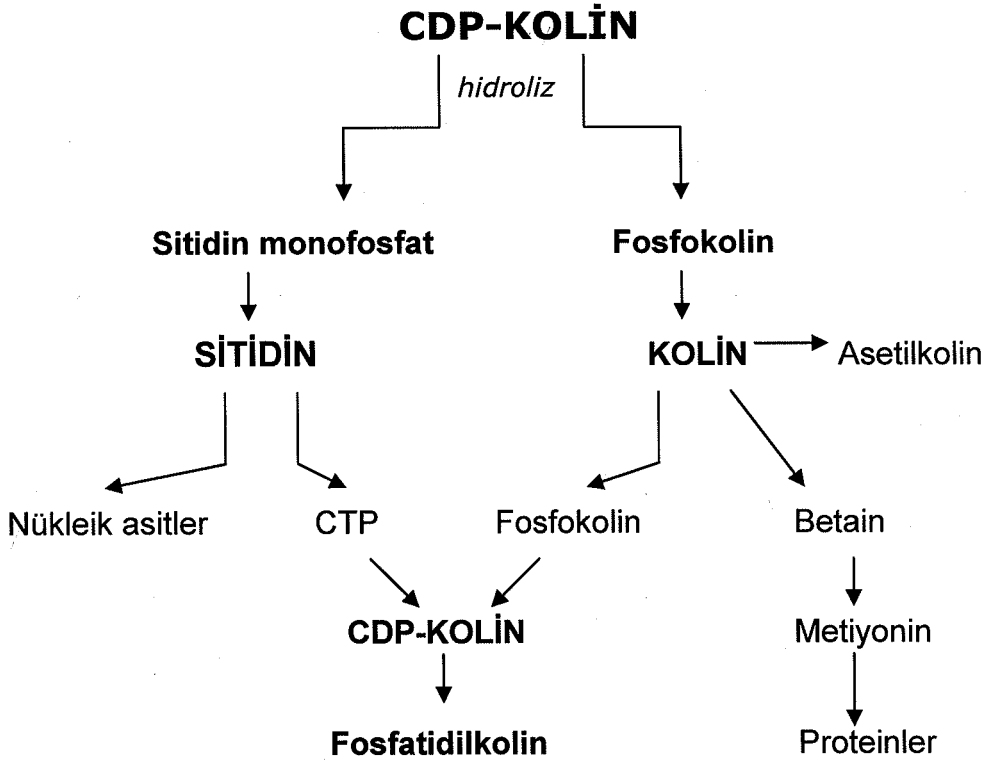 CDP-KOLİN
hidroliz
Sitidin monofosfat
Fosfokolin
SİTİDİN
KOLİN
Asetilkolin
Nükleik asitler
CTP
Fosfokolin
Betain
CDP-KOLİN
Metiyonin
Fosfatidilkolin
Proteinler